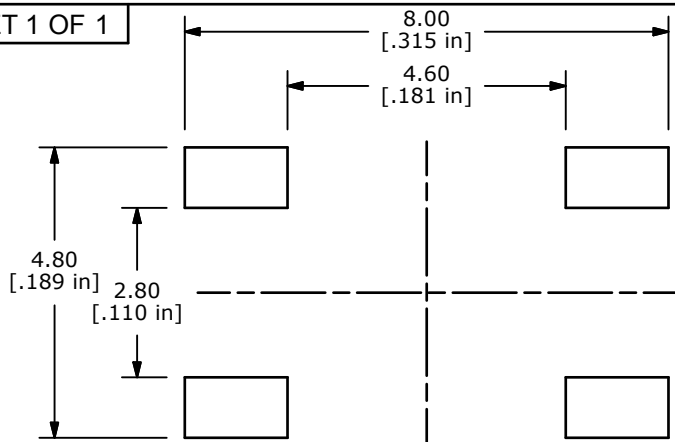 T 1 OF 1
8.00
[.315 in]
4.60
[.181 in]
4.80
[.189 in]
2.80
[.110 in]